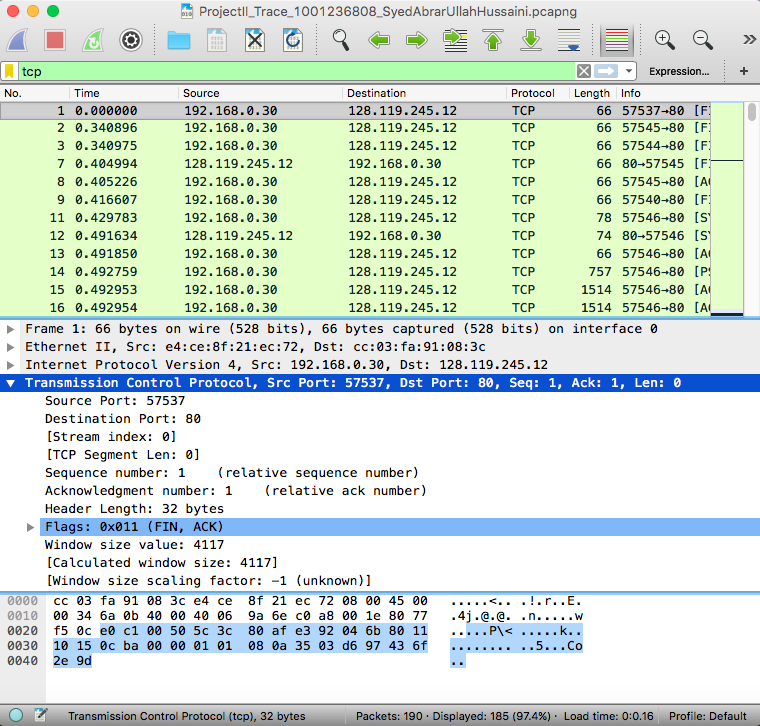 ProjectII_Trace_1001236808_SyedAbrarUllahHussaini.pcapng
tcp Expression... +
No. Time Source Destination Protocol Length Info
1 0.000000 192.168.0.30 128.119.245.12 TCP 66 57537→80 [F
2 0.340896 192.168.0.30 128.119.245.12 TCP 66 57545→80 [F
3 0.340975 192.168.0.30 128.119.245.12 TCP 66 57544→80 [F
7 0.404994 128.119.245.12 192.168.0.30 TCP 66 80→57545 [F
8 0.405226 192.168.0.30 128.119.245.12 TCP 66 57545→80 [A
9 0.416607 192.168.0.30 128.119.245.12 TCP 66 57540→80 [F
11 0.429783 192.168.0.30 128.119.245.12 TCP 78 57546→80 [S
12 0.491634 128.119.245.12 192.168.0.30 TCP 74 80→57546 [S
13 0.491850 192.168.0.30 128.119.245.12 TCP 66 57546→80 [A
14 0.492759 192.168.0.30 128.119.245.12 TCP 757 57546→80 [P
15 0.492953 192.168.0.30 128.119.245.12 TCP 1514 57546→80 [A
16 0.492954 192.168.0.30 128.119.245.12 TCP 1514 57546→80 [A
Frame 1: 66 bytes on wire (528 bits), 66 bytes captured (528 bits) on interface 0
Ethernet II, Src: e4:ce:8f:21:ec:72, Dst: cc:03:fa:91:08:3c
Internet Protocol Version 4, Src: 192.168.0.30, Dst: 128.119.245.12
Transmission Control Protocol, Src Port: 57537, Dst Port: 80, Seq: 1, Ack: 1, Len: 0
Source Port: 57537
Destination Port: 80
[Stream index: 0]
[TCP Segment Len: 0]
Sequence number: 1 (relative sequence number)
Acknowledgment number: 1 (relative ack number)
Header Length: 32 bytes
Flags: 0x011 (FIN, ACK)
Window size value: 4117
[Calculated window size: 4117]
[Window size scaling factor: -1 (unknown)]
0000 cc 03 fa 91 08 3c e4 ce 8f 21 ec 72 08 00 45 00 .....<.. .!.r..E.
0010 00 34 6a 0b 40 00 40 06 9a 6e c0 a8 00 1e 80 77 .4j.@.@. .n.....w
0020 f5 0c e0 c1 00 50 5c 3c 80 af e3 92 04 6b 80 11 .....P\< .....k..
0030 10 15 0c ba 00 00 01 01 08 0a 35 03 d6 97 43 6f ........ ..5...Co
0040 2e 9d ..
Transmission Control Protocol (tcp), 32 bytes Packets: 190 · Displayed: 185 (97.4%) · Load time: 0:0.16 Profile: Default